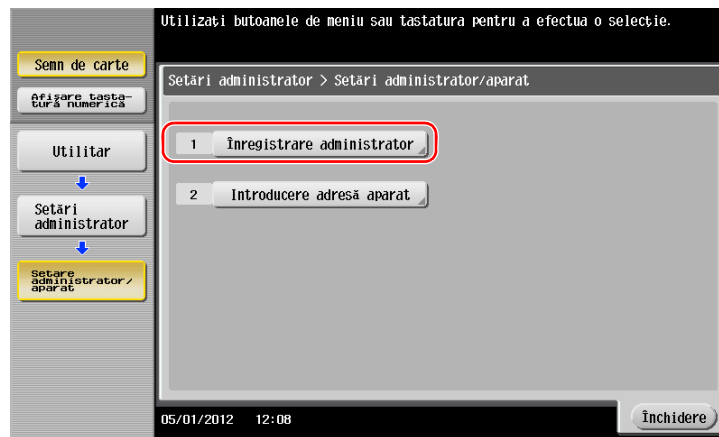 Utilizați butoanele de meniu sau tastatura pentru a efectua o selecție.
Semn de carte
Afișare tasta-
tură numerică
Utilitar
Setări
administrator
Setare
administrator/
aparat
Setări administrator > Setări administrator/aparat
1 Înregistrare administrator
2 Introducere adresă aparat
05/01/2012 12:08
Închidere